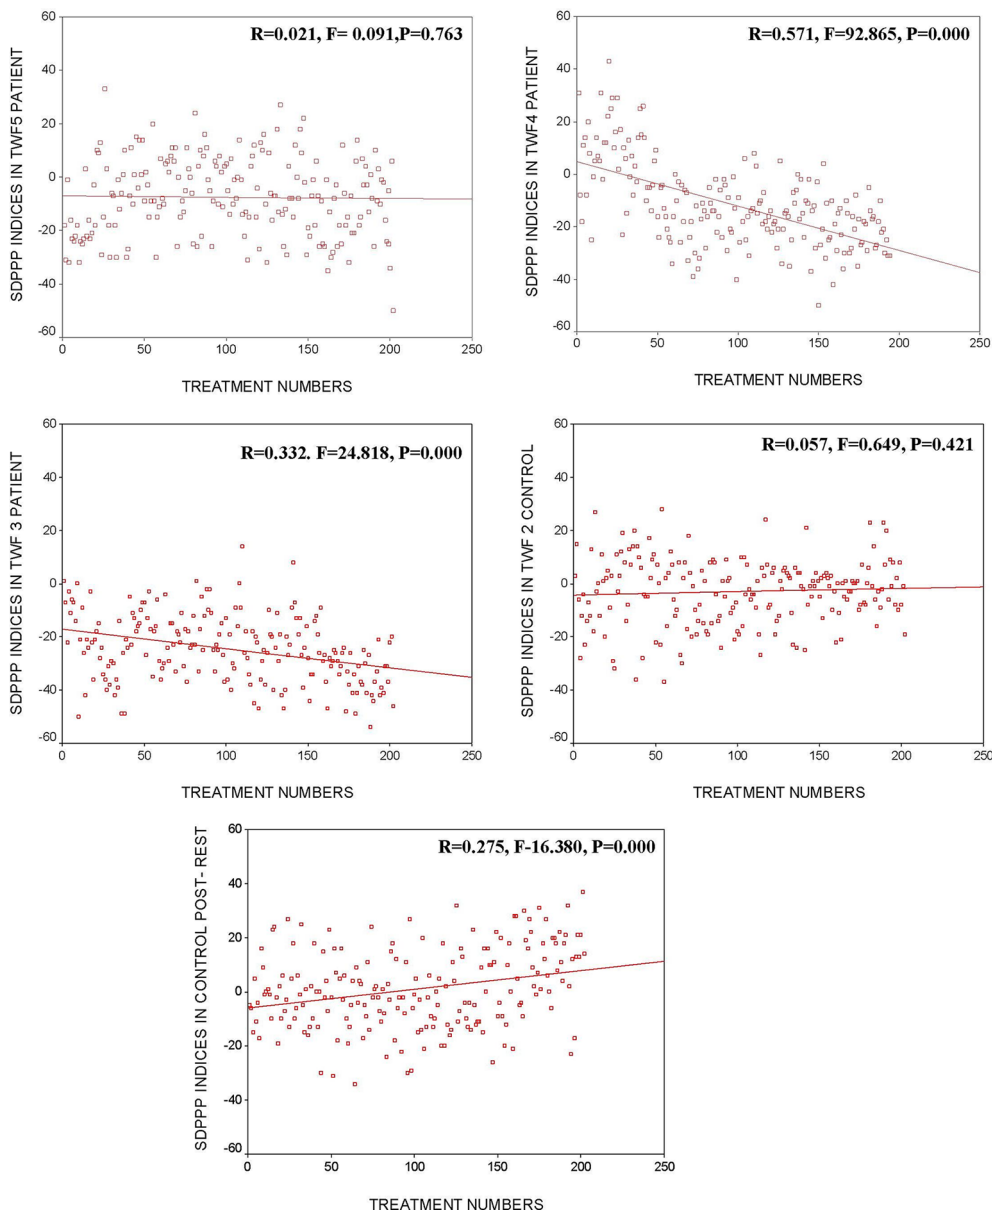 R=0.021, F= 0.091,P=0.763
SDPPP INDICES IN TWF5 PATIENT
60
40
20
0
-20
-40
-60
0 50 100 150 200 250
TREATMENT NUMBERS
R=0.571, F=92.865, P=0.000
SDPPP INDICES IN TWF4 PATIENT
60
40
20
0
-20
-40
-60
0 50 100 150 200 250
TREATMENT NUMBERS
R=0.332. F=24.818, P=0.000
SDPPP INDICES IN TWF 3 PATIENT
60
40
20
0
-20
-40
-60
0 50 100 150 200 250
TREATMENT NUMBERS
R=0.057, F=0.649, P=0.421
SDPPP INDICES IN TWF 2 CONTROL
60
40
20
0
-20
-40
-60
0 50 100 150 200 250
TREATMENT NUMBERS
R=0.275, F-16.380, P=0.000
SDPPP INDICES IN CONTROL POST- REST
60
40
20
0
-20
-40
-60
0 50 100 150 200 250
TREATMENT NUMBERS